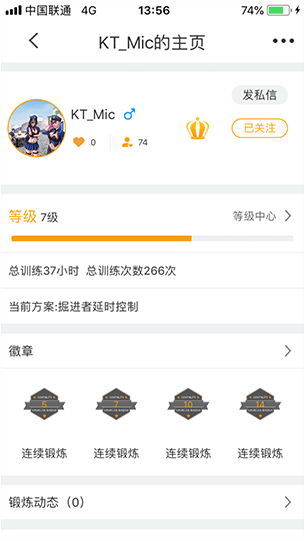 中国联通 4G 13:56 74%
KT_Mic的主页
发私信
KT_Mic
已关注
0 74
等级 7级 等级中心
总训练37小时 总训练次数266次
当前方案:掘进者延时控制
徽章
5 7 10 14
连续锻炼 连续锻炼 连续锻炼 连续锻炼
锻炼动态（0）